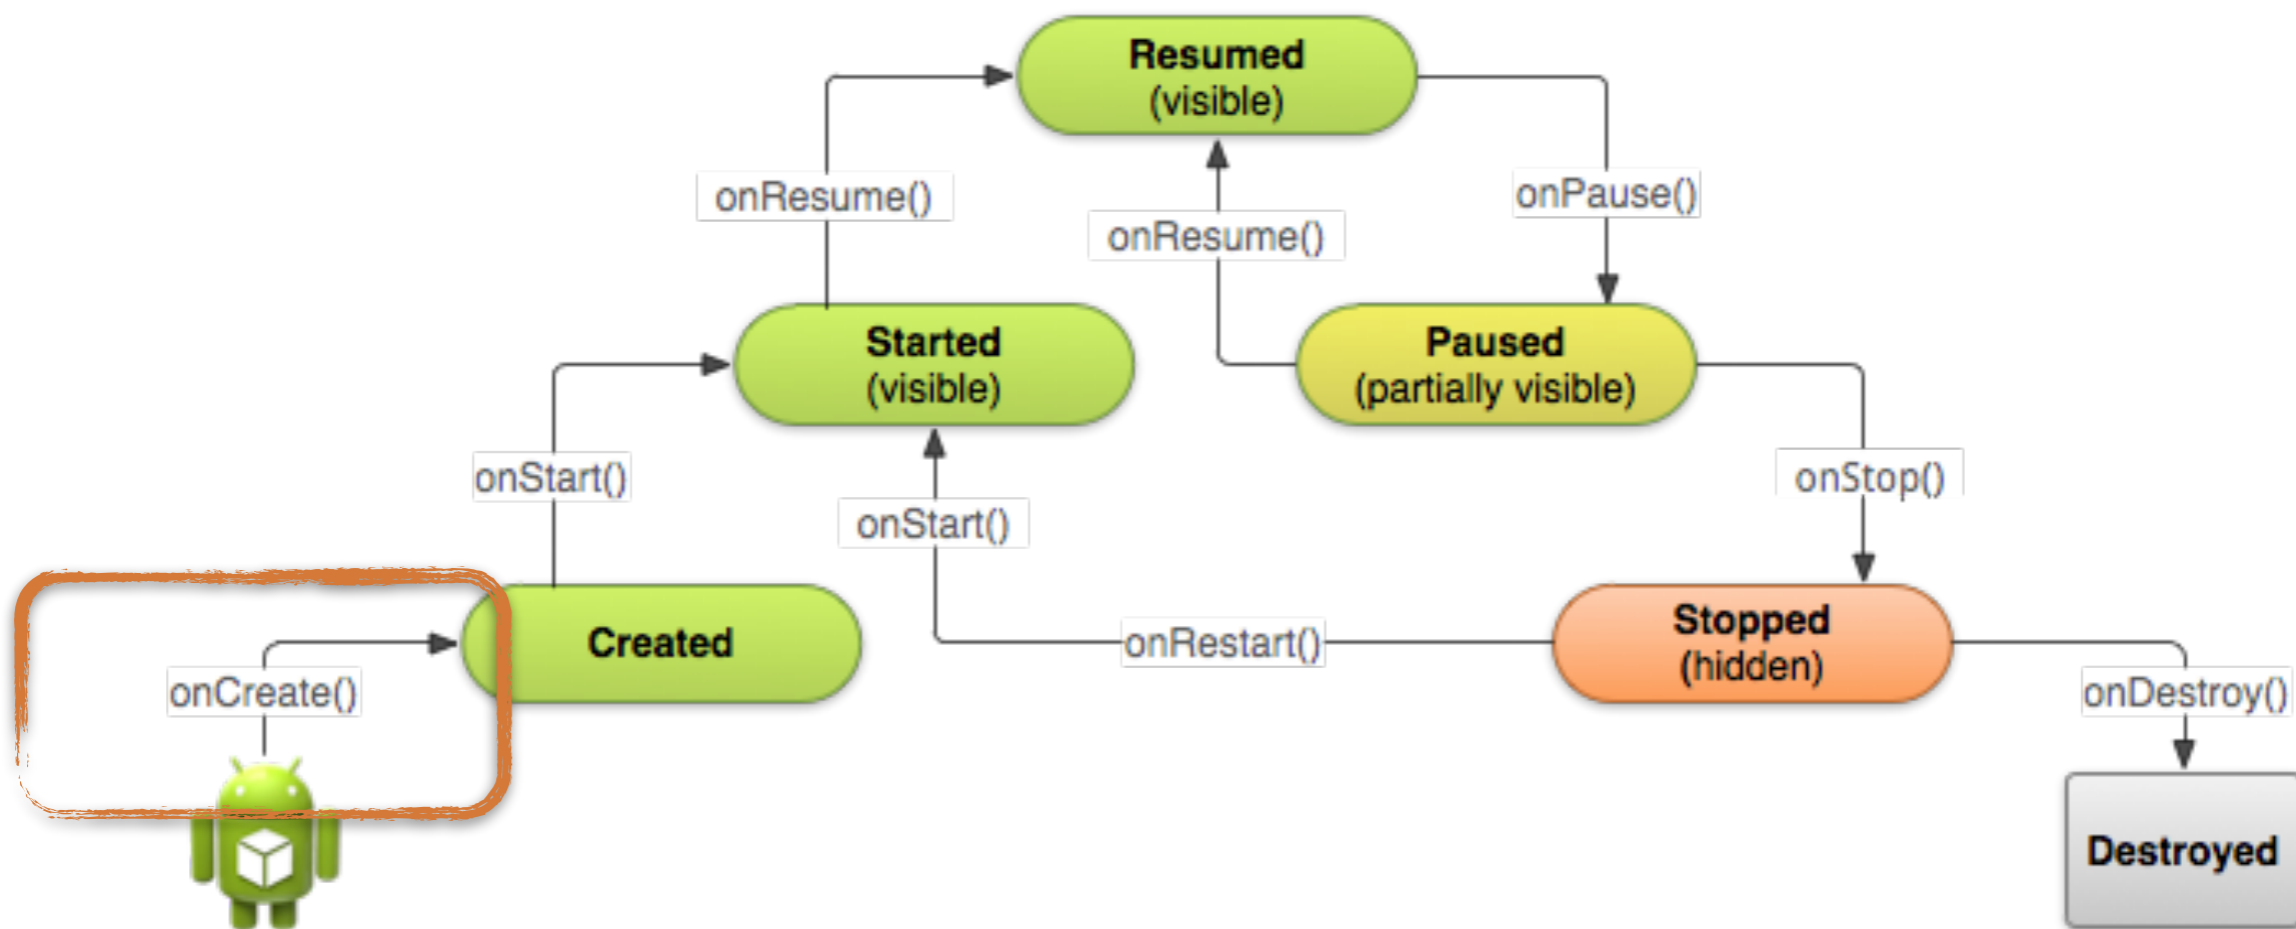 Resumed
(visible)
onResume()
onPause()
onResume()
Started
(visible)
Paused
(partially visible)
onStart()
onStop()
onStart()
Created
onRestart()
Stopped
(hidden)
onCreate()
onDestroy()
Destroyed